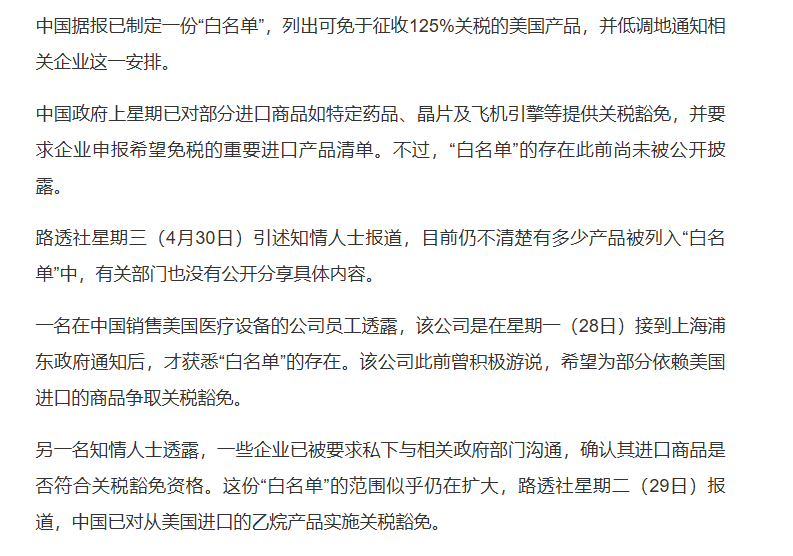 中国据报已制定一份“白名单”，列出可免于征收125%关税的美国产品，并低调地通知相
关企业这一安排。
中国政府上星期已对部分进口商品如特定药品、晶片及飞机引擎等提供关税豁免，并要
求企业申报希望免税的重要进口产品清单。不过，“白名单”的存在此前尚未被公开披
露。
路透社星期三（4月30日）引述知情人士报道，目前仍不清楚有多少产品被列入“白名
单”中，有关部门也没有公开分享具体内容。
一名在中国销售美国医疗设备的公司员工透露，该公司是在星期一（28日）接到上海浦
东政府通知后，才获悉“白名单”的存在。该公司此前曾积极游说，希望为部分依赖美国
进口的商品争取关税豁免。
另一名知情人士透露，一些企业已被要求私下与相关政府部门沟通，确认其进口商品是
否符合关税豁免资格。这份“白名单”的范围似乎仍在扩大，路透社星期二（29日）报
道，中国已对从美国进口的乙烷产品实施关税豁免。